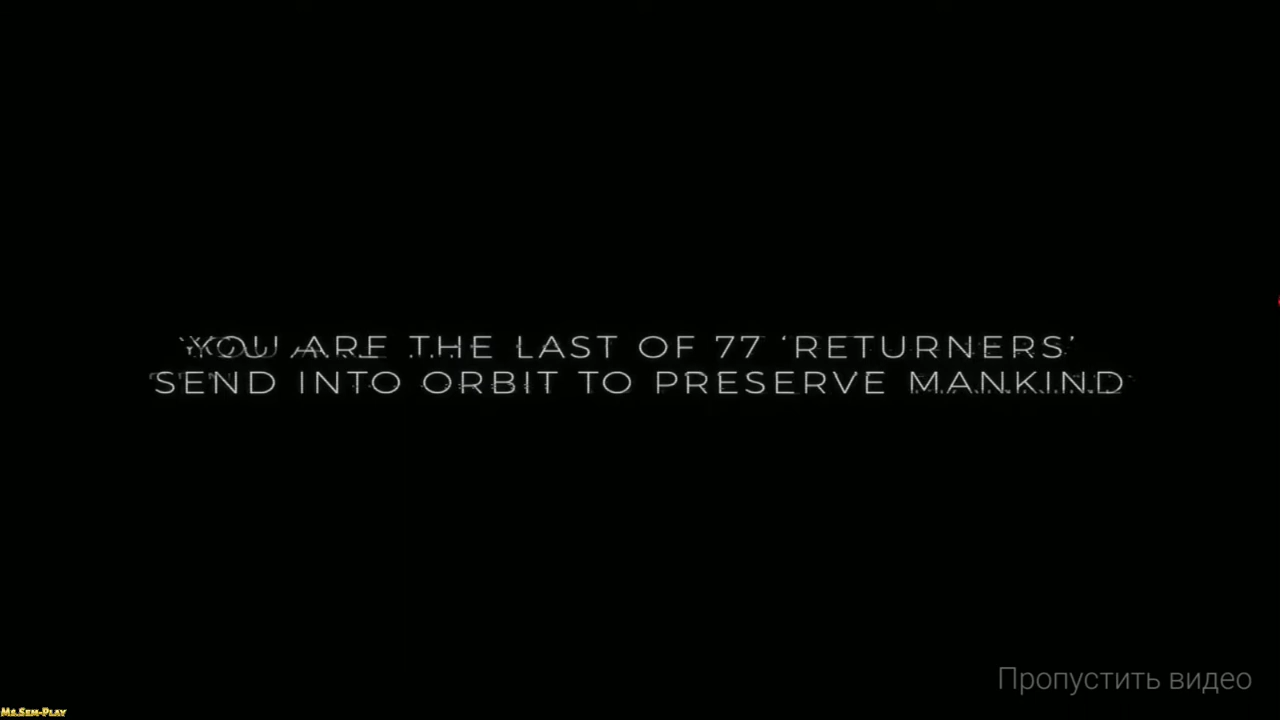 YOU ARE THE LAST OF 77 ‘RETURNERS’
SEND INTO ORBIT TO PRESERVE MANKIND
Пропустить видео
Ms.Sem-Play